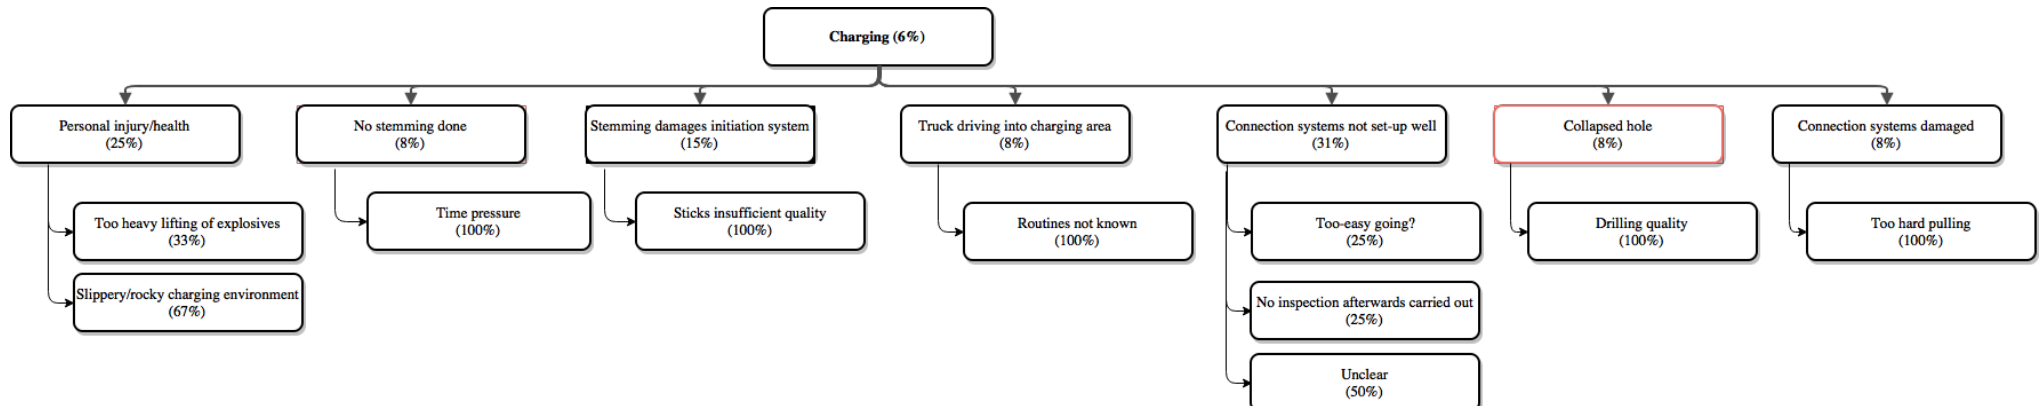 Charging (6%)
Personal injury/health
(25%)
No stemming done
(8%)
Stemming damages initiation system
(15%)
Truck driving into charging area
(8%)
Connection systems not set-up well
(31%)
Collapsed hole
(8%)
Connection systems damaged
(8%)
Too heavy lifting of explosives
(33%)
Slippery/rocky charging environment
(67%)
Time pressure
(100%)
Sticks insufficient quality
(100%)
Routines not known
(100%)
Too-easy going?
(25%)
No inspection afterwards carried out
(25%)
Unclear
(50%)
Drilling quality
(100%)
Too hard pulling
(100%)